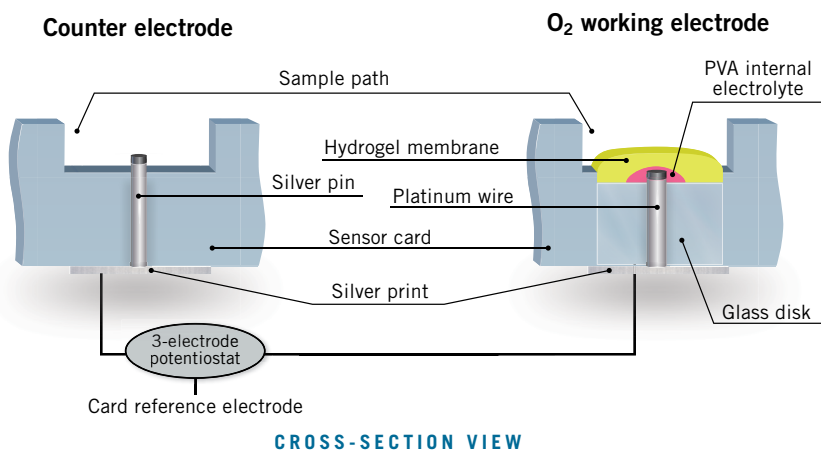 Counter electrode
O₂ working electrode
Sample path
PVA internal
electrolyte
Hydrogel membrane
Silver pin
Platinum wire
Sensor card
Silver print
Glass disk
3-electrode
potentiostat
Card reference electrode
CROSS-SECTION VIEW